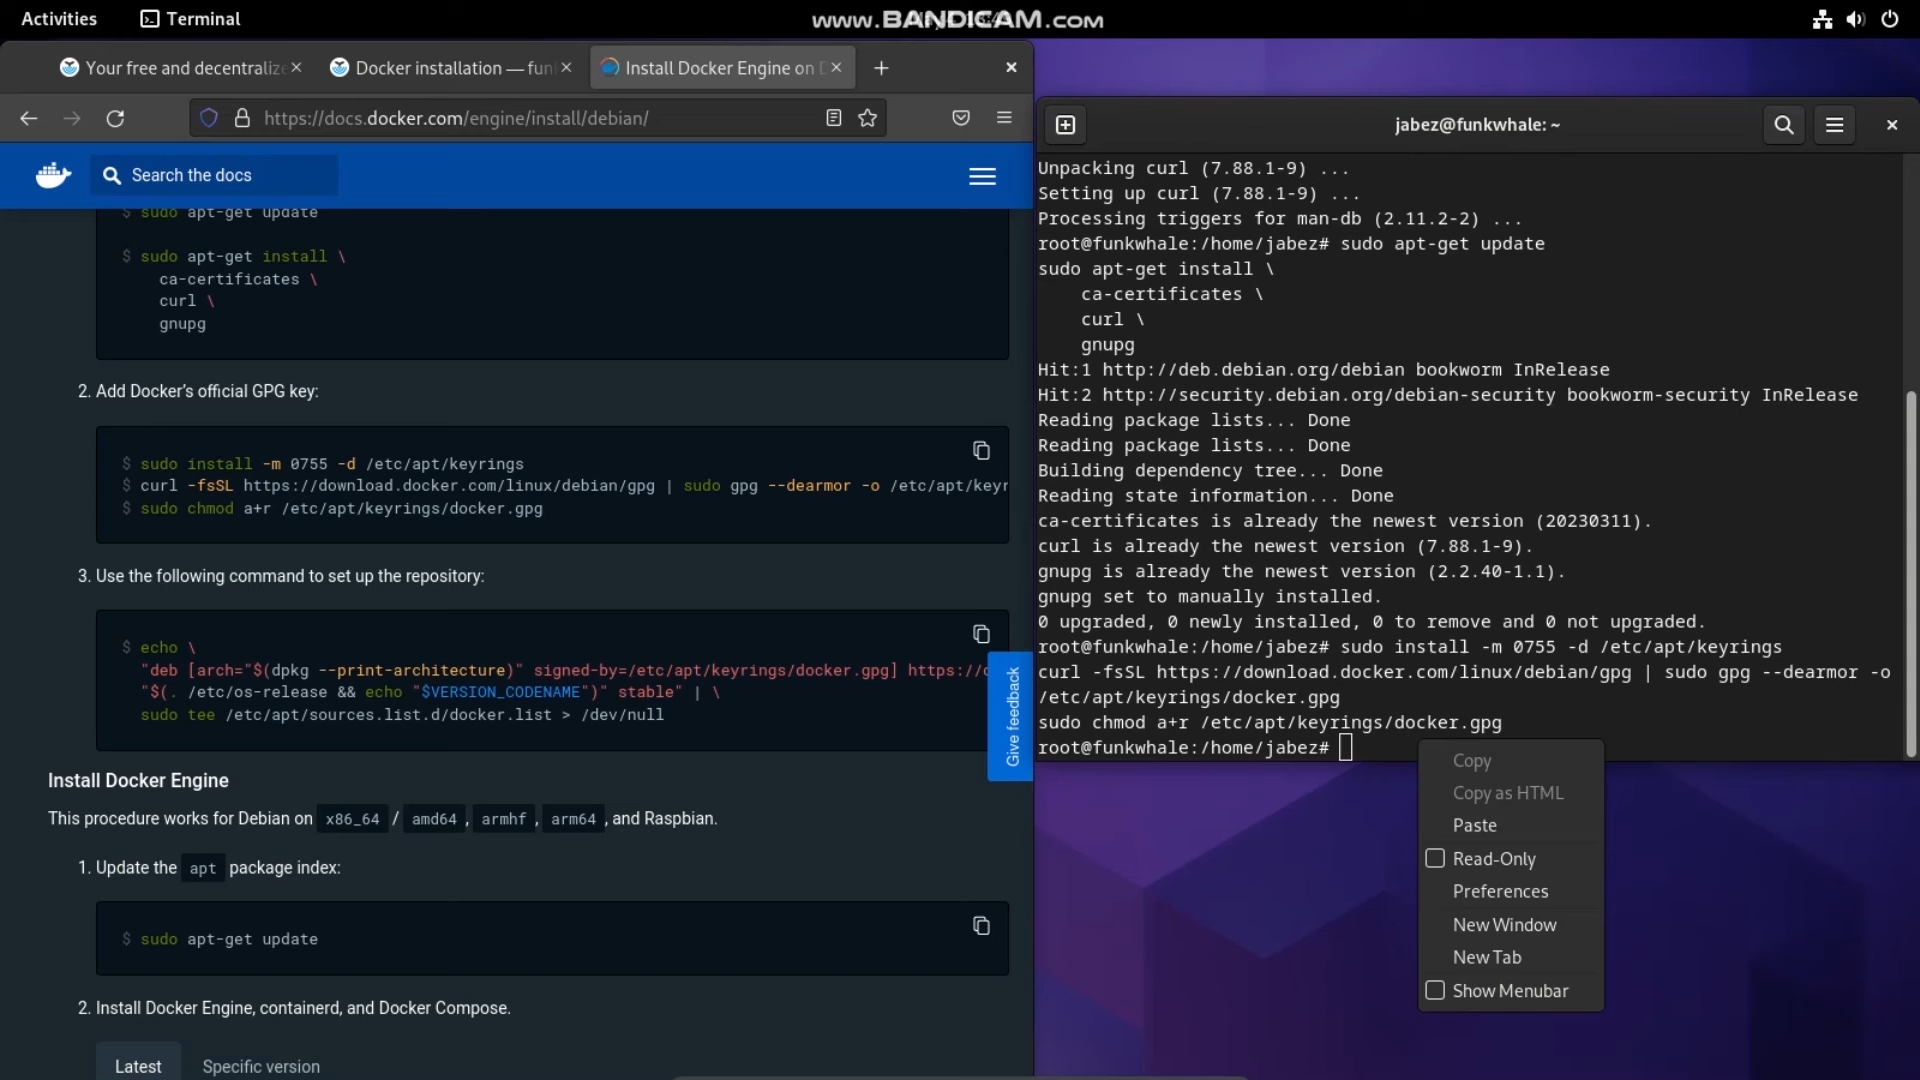 Activities
Terminal
www.BANDICAM.com
Your free and decentralize
Docker installation — fun
Install Docker Engine on D
https://docs.docker.com/engine/install/debian/
Search the docs
$ sudo apt-get update
$ sudo apt-get install \
ca-certificates \
curl \
gnupg
2. Add Docker’s official GPG key:
$ sudo install -m 0755 -d /etc/apt/keyrings
$ curl -fsSL https://download.docker.com/linux/debian/gpg | sudo gpg --dearmor -o /etc/apt/keyr
$ sudo chmod a+r /etc/apt/keyrings/docker.gpg
3. Use the following command to set up the repository:
$ echo \
"deb [arch="$(dpkg --print-architecture)" signed-by=/etc/apt/keyrings/docker.gpg] https://d
"$(. /etc/os-release && echo "$VERSION_CODENAME")" stable" | \
sudo tee /etc/apt/sources.list.d/docker.list > /dev/null
Give feedback
Install Docker Engine
This procedure works for Debian on x86_64 / amd64, armhf, arm64, and Raspbian.
1. Update the apt package index:
$ sudo apt-get update
2. Install Docker Engine, containerd, and Docker Compose.
Latest
Specific version
jabez@funkwhale: ~
Unpacking curl (7.88.1-9) ...
Setting up curl (7.88.1-9) ...
Processing triggers for man-db (2.11.2-2) ...
root@funkwhale:/home/jabez# sudo apt-get update
sudo apt-get install \
ca-certificates \
curl \
gnupg
Hit:1 http://deb.debian.org/debian bookworm InRelease
Hit:2 http://security.debian.org/debian-security bookworm-security InRelease
Reading package lists... Done
Reading package lists... Done
Building dependency tree... Done
Reading state information... Done
ca-certificates is already the newest version (20230311).
curl is already the newest version (7.88.1-9).
gnupg is already the newest version (2.2.40-1.1).
gnupg set to manually installed.
0 upgraded, 0 newly installed, 0 to remove and 0 not upgraded.
root@funkwhale:/home/jabez# sudo install -m 0755 -d /etc/apt/keyrings
curl -fsSL https://download.docker.com/linux/debian/gpg | sudo gpg --dearmor -o
/etc/apt/keyrings/docker.gpg
sudo chmod a+r /etc/apt/keyrings/docker.gpg
root@funkwhale:/home/jabez#
Copy
Copy as HTML
Paste
Read-Only
Preferences
New Window
New Tab
Show Menubar